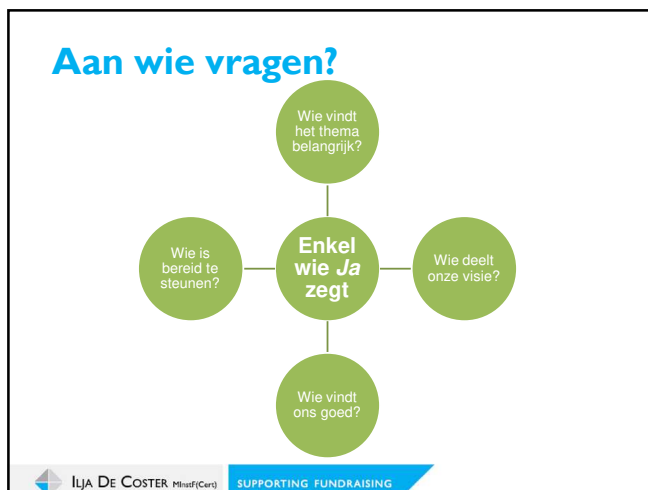 Aan wie vragen?
Wie vindt
het thema
belangrijk?
Wie is
bereid te
steunen?
Enkel
wie Ja
zegt
Wie deelt
onze visie?
Wie vindt
ons goed?
ILJA DE COSTER MInstF(Cert)
SUPPORTING FUNDRAISING